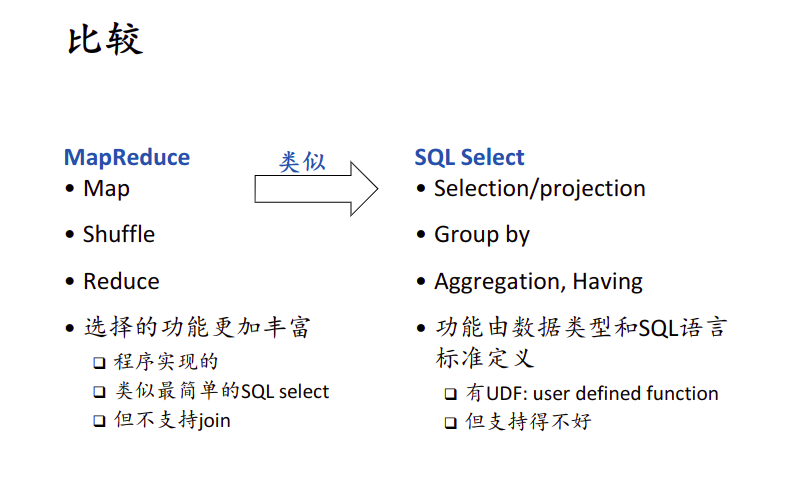 比较
MapReduce
• Map
• Shuffle
• Reduce
• 选择的功能更加丰富
❑ 程序实现的
❑ 类似最简单的SQL select
❑ 但不支持join
类似
SQL Select
• Selection/projection
• Group by
• Aggregation, Having
• 功能由数据类型和SQL语言
标准定义
❑ 有UDF: user defined function
❑ 但支持得不好